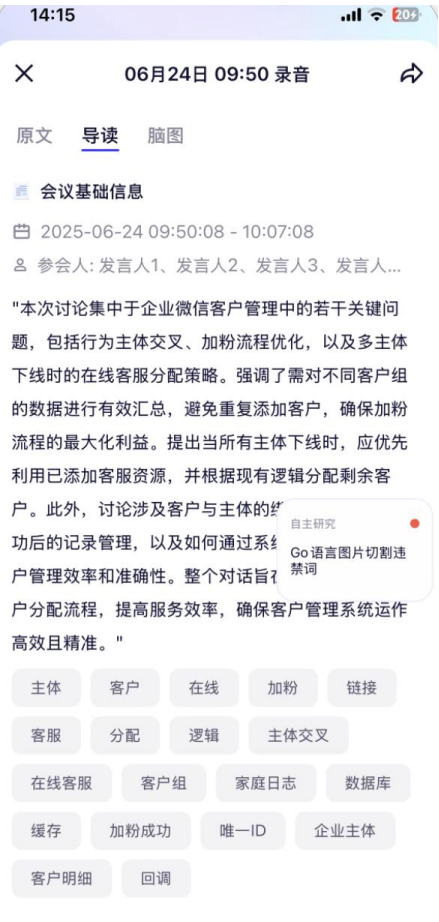 14:15
20
06月24日 09:50 录音
原文 导读 脑图
会议基础信息
2025-06-24 09:50:08 - 10:07:08
参会人: 发言人1、发言人2、发言人3、发言人...
"本次讨论集中于企业微信客户管理中的若干关键问
题，包括行为主体交叉、加粉流程优化，以及多主体
下线时的在线客服分配策略。强调了需对不同客户组
的数据进行有效汇总，避免重复添加客户，确保加粉
流程的最大化利益。提出当所有主体下线时，应优先
利用已添加客服资源，并根据现有逻辑分配剩余客
户。此外，讨论涉及客户与主体的
功后的记录管理，以及如何通过系
户管理效率和准确性。整个对话旨
户分配流程，提高服务效率，确保客户管理系统运作
高效且精准。"
自主研究
Go 语言图片切割违
禁词
主体 客户 在线 加粉 链接
客服 分配 逻辑 主体交叉
在线客服 客户组 家庭日志 数据库
缓存 加粉成功 唯一ID 企业主体
客户明细 回调